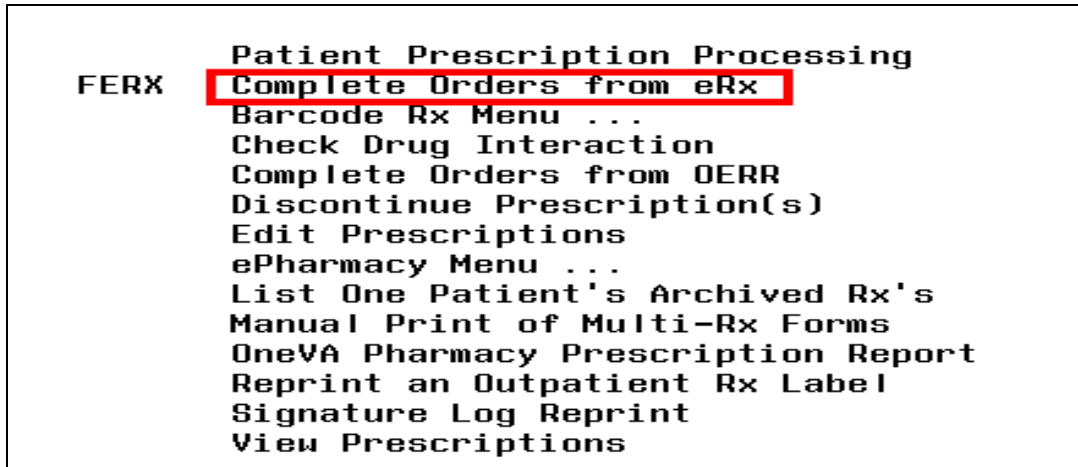 Patient Prescription Processing
FERX Complete Orders from eRx
Barcode Rx Menu ...
Check Drug Interaction
Complete Orders from OERR
Discontinue Prescription(s)
Edit Prescriptions
ePharmacy Menu ...
List One Patient's Archived Rx's
Manual Print of Multi-Rx Forms
OneVA Pharmacy Prescription Report
Reprint an Outpatient Rx Label
Signature Log Reprint
View Prescriptions